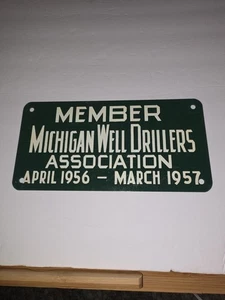 MEMBER
MICHIGAN WELL DRILLERS
ASSOCIATION
APRIL 1956 - MARCH 1957